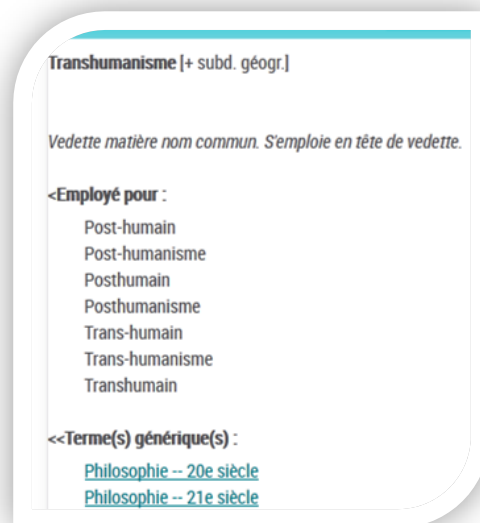 Transhumanisme [+ subd. géogr.]
Vedette matière nom commun. S'emploie en tête de vedette.
<Employé pour :
Post-humain
Post-humanisme
Posthumain
Posthumanisme
Trans-humain
Trans-humanisme
Transhumain
<<Terme(s) générique(s) :
Philosophie -- 20e siècle
Philosophie -- 21e siècle